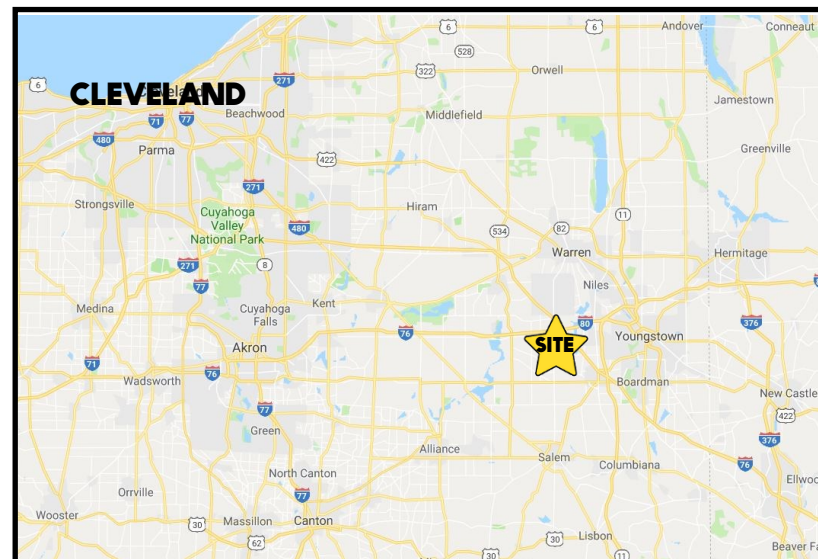 6
6
Andover
Conneaut
528
6
271
322
Orwell
CLEVELAND
Cleveland
Jamestown
Beachwood
Middlefield
71
77
480
Parma
422
Greenville
271
Strongsville
Hiram
Cuyahoga
Valley
National Park
11
480
534
82
Warren
Hermitage
271
8
77
Niles
Medina
Cuyahoga
Falls
Kent
76
80
376
Youngstown
SITE
Akron
71
76
Wadsworth
Boardman
77
New Castle
422
Green
376
Alliance
Salem
Columbiana
76
North Canton
Orrville
77
Ellwo
Wooster
30
Massillon
Canton
62
30
Lisbon
30
11
Beaver Fa